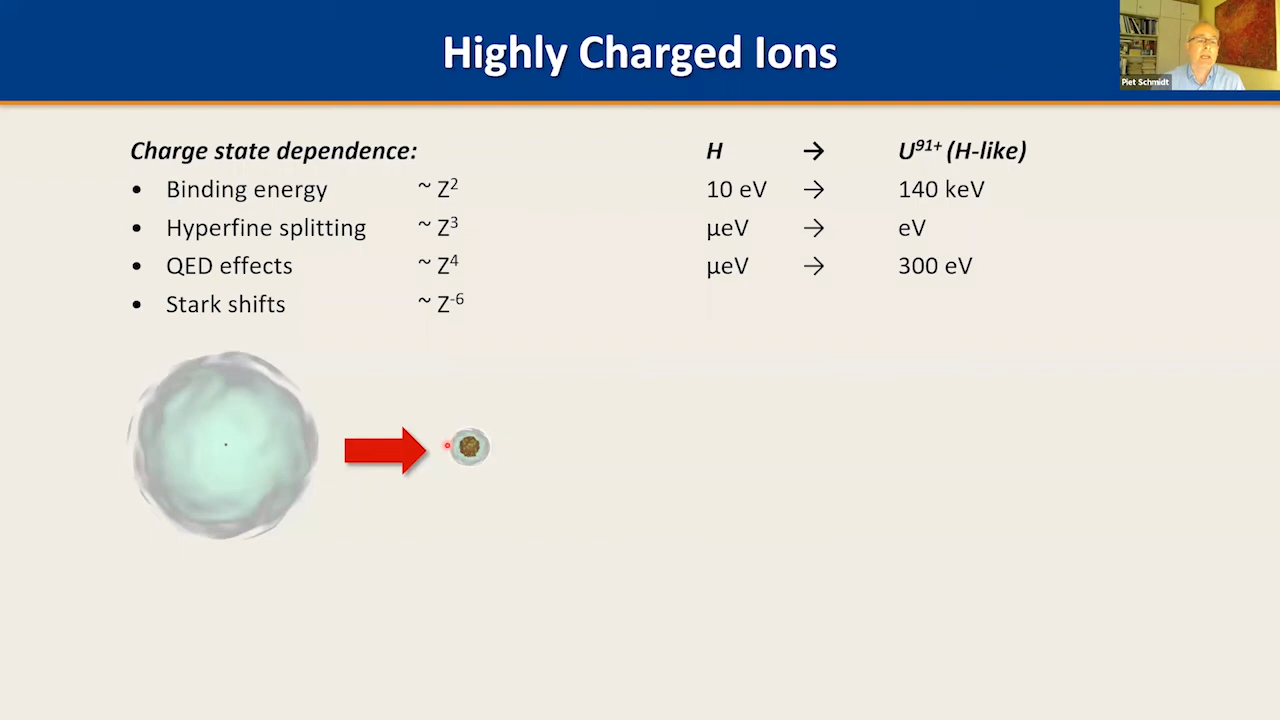 Highly Charged Ions
Piet Schmidt
Charge state dependence: H → U⁹¹⁺ (H-like)
• Binding energy ~ Z² 10 eV → 140 keV
• Hyperfine splitting ~ Z³ µeV → eV
• QED effects ~ Z⁴ µeV → 300 eV
• Stark shifts ~ Z⁻⁶